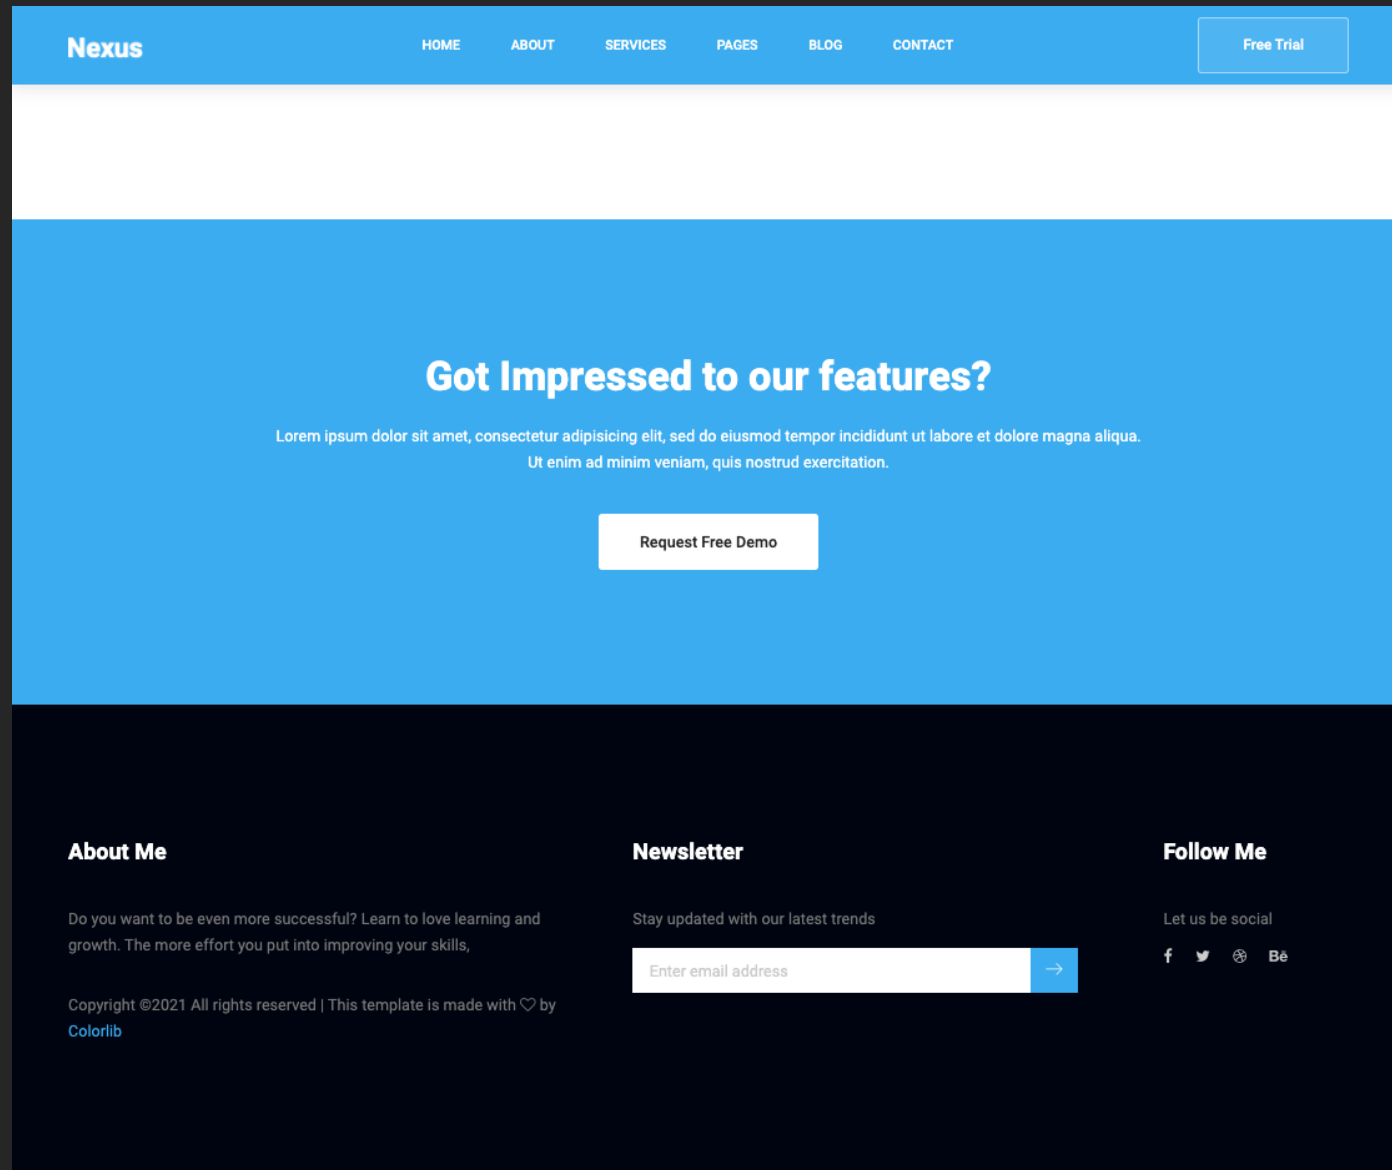 Nexus
HOME ABOUT SERVICES PAGES BLOG CONTACT
Free Trial
Got Impressed to our features?
Lorem ipsum dolor sit amet, consectetur adipisicing elit, sed do eiusmod tempor incididunt ut labore et dolore magna aliqua.
Ut enim ad minim veniam, quis nostrud exercitation.
Request Free Demo
About Me
Do you want to be even more successful? Learn to love learning and
growth. The more effort you put into improving your skills,
Copyright ©2021 All rights reserved | This template is made with ♡ by
Colorlib
Newsletter
Stay updated with our latest trends
Enter email address
Follow Me
Let us be social
Bē